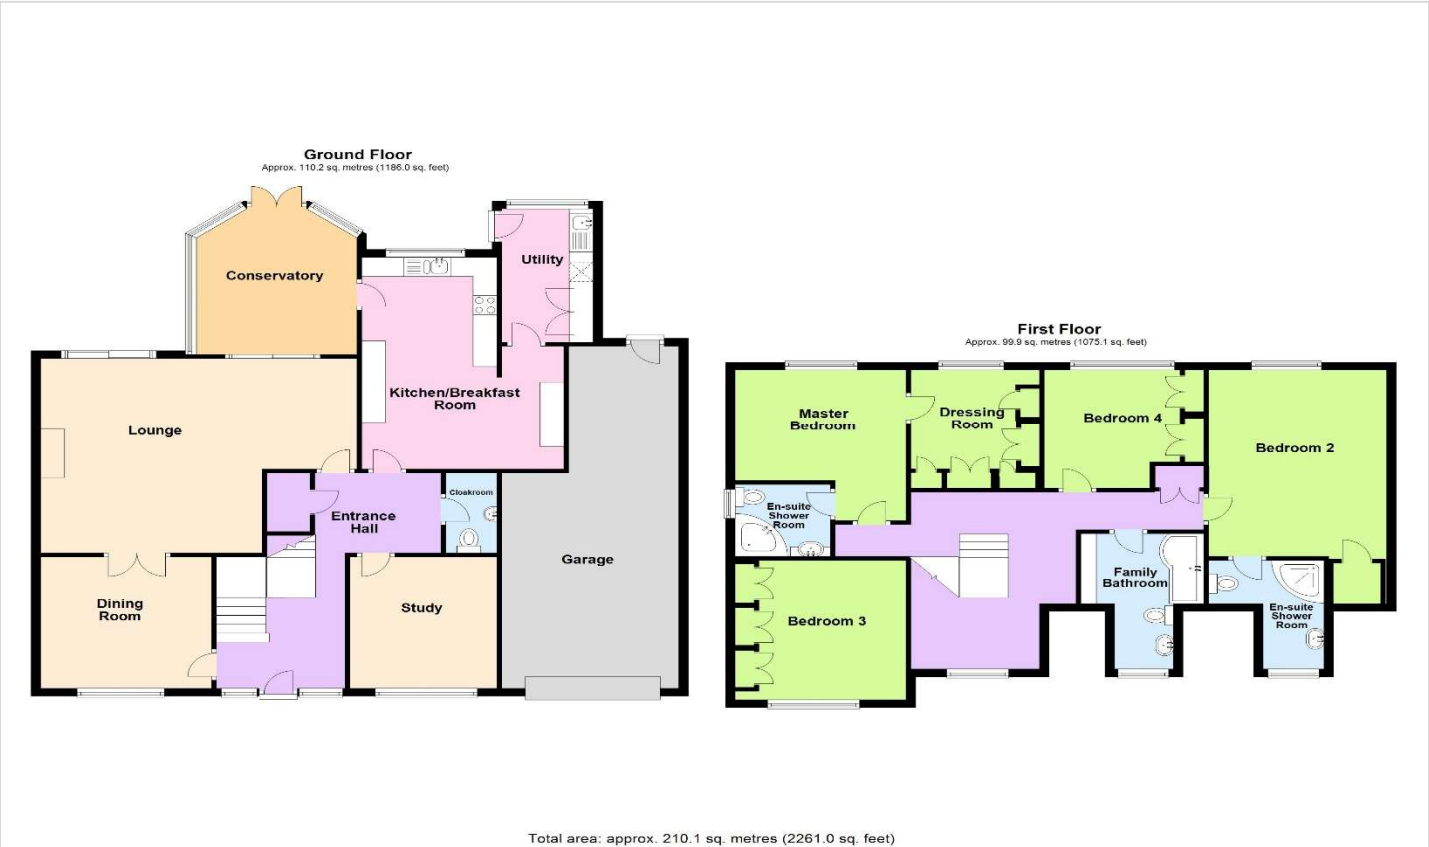 Ground Floor
Approx. 110.2 sq. metres (1186.0 sq. feet)
Conservatory
Utility
Kitchen/Breakfast
Room
Lounge
Cloakroom
Entrance
Hall
Garage
Dining
Room
Study
First Floor
Approx. 99.9 sq. metres (1075.1 sq. feet)
Master
Bedroom
Dressing
Room
Bedroom 4
Bedroom 2
En-suite
Shower
Room
Family
Bathroom
En-suite
Shower
Room
Bedroom 3
Total area: approx. 210.1 sq. metres (2261.0 sq. feet)